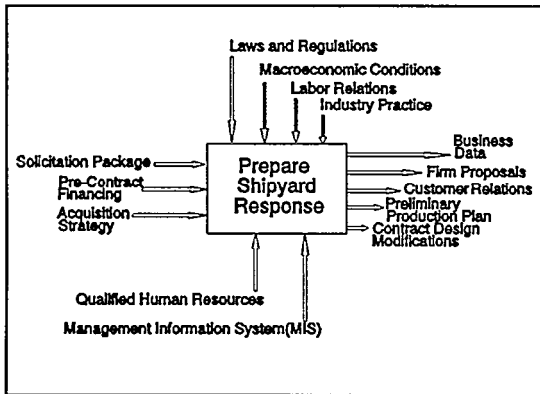 Laws and Regulations
Macroeconomic Conditions
Labor Relations
Industry Practice
Solicitation Package
Pre-Contract
Financing
Acquisition
Strategy
Prepare
Shipyard
Response
Business
Data
Firm Proposals
Customer Relations
Preliminary
Production Plan
Contract Design
Modifications
Qualified Human Resources
Management Information System(MIS)